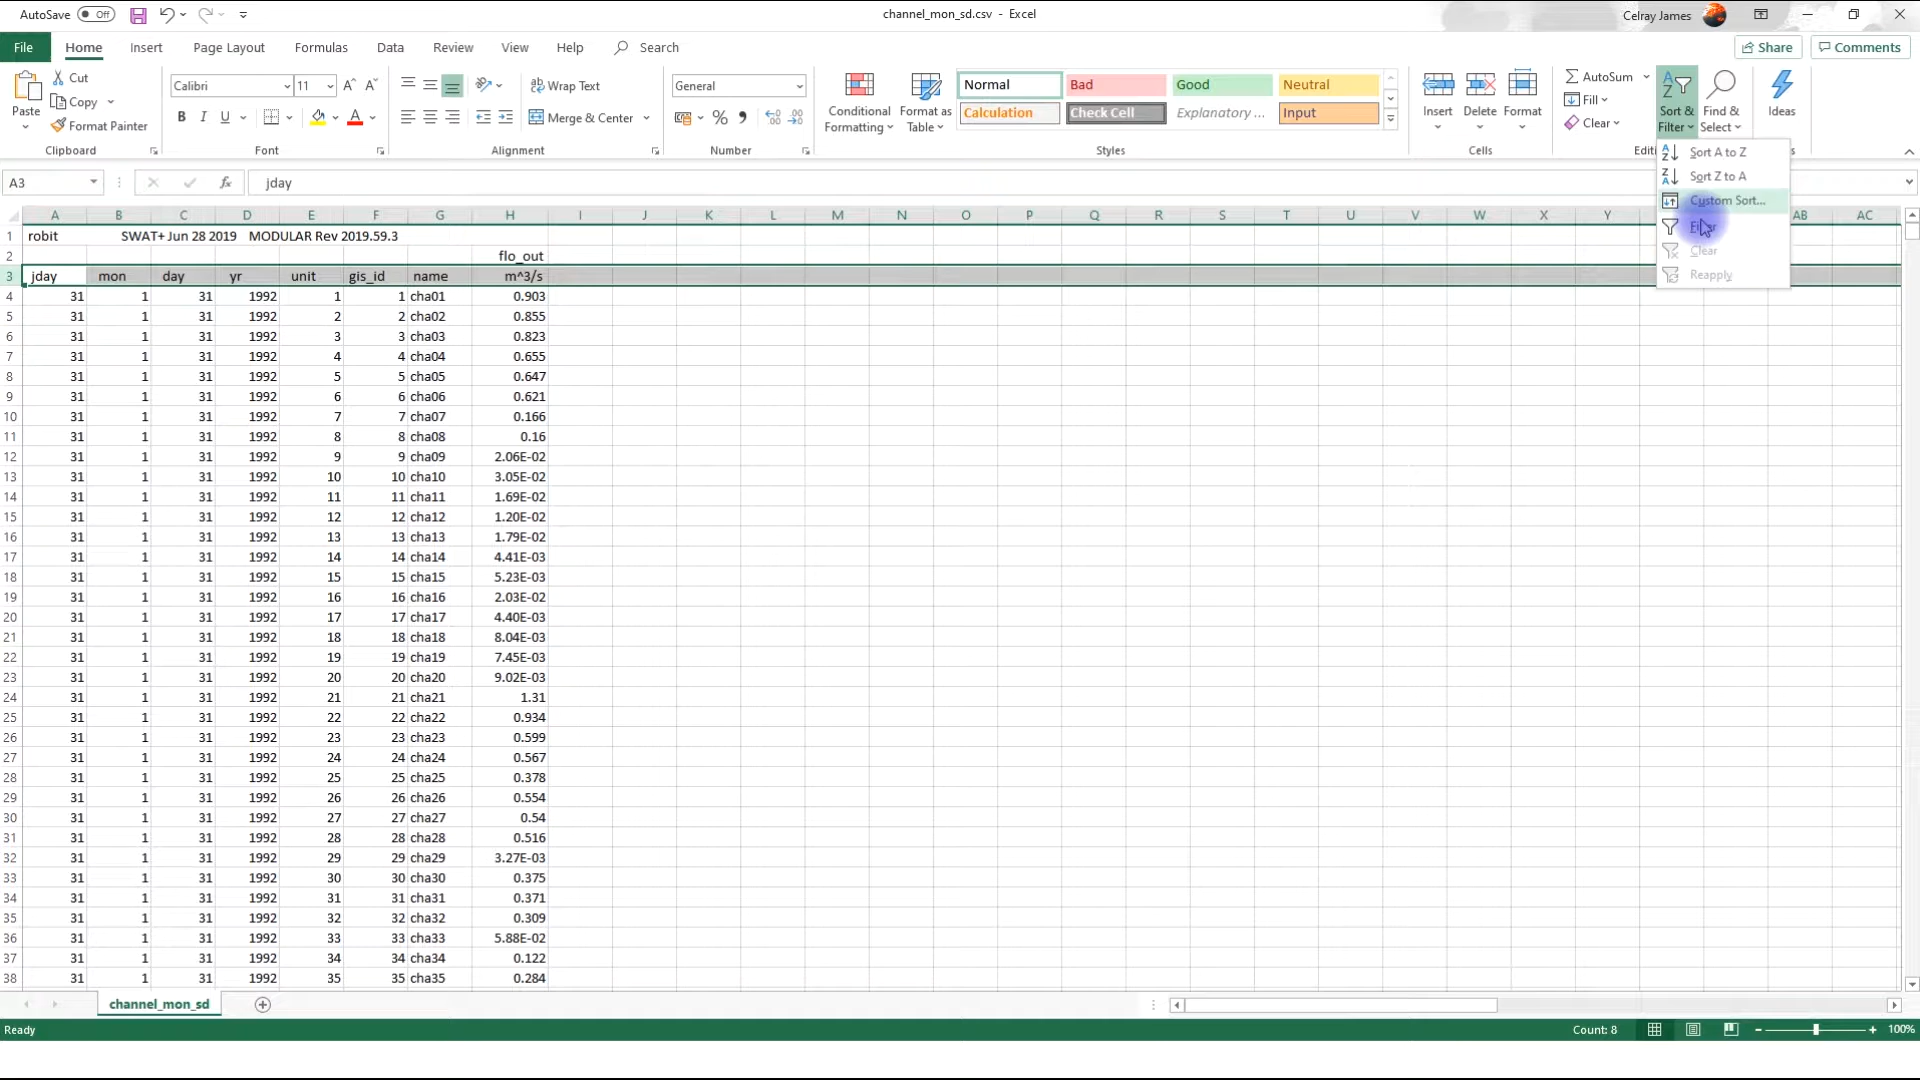 AutoSave Off channel_mon_sd.csv - Excel Celray James
File Home Insert Page Layout Formulas Data Review View Help Search Share Comments
Paste Cut Copy Format Painter Clipboard
Calibri 11 A A B I U A Font
Wrap Text Merge & Center Alignment
General % Number
Conditional Formatting Format as Table
Normal Bad Good Neutral
Calculation Check Cell Explanatory ... Input
Styles
Insert Delete Format Cells
AutoSum Fill Clear Sort & Filter Find & Select Ideas
Sort A to Z
Sort Z to A
Custom Sort...
Clear
Reapply
A3 fx jday
A B C D E F G H I J K L M N O P Q R S T U V W X Y AB AC
1 robit SWAT+ Jun 28 2019 MODULAR Rev 2019.59.3
2 flo_out
3 jday mon day yr unit gis_id name m^3/s
4 31 1 31 1992 1 1 cha01 0.903
5 31 1 31 1992 2 2 cha02 0.855
6 31 1 31 1992 3 3 cha03 0.823
7 31 1 31 1992 4 4 cha04 0.655
8 31 1 31 1992 5 5 cha05 0.647
9 31 1 31 1992 6 6 cha06 0.621
10 31 1 31 1992 7 7 cha07 0.166
11 31 1 31 1992 8 8 cha08 0.16
12 31 1 31 1992 9 9 cha09 2.06E-02
13 31 1 31 1992 10 10 cha10 3.05E-02
14 31 1 31 1992 11 11 cha11 1.69E-02
15 31 1 31 1992 12 12 cha12 1.20E-02
16 31 1 31 1992 13 13 cha13 1.79E-02
17 31 1 31 1992 14 14 cha14 4.41E-03
18 31 1 31 1992 15 15 cha15 5.23E-03
19 31 1 31 1992 16 16 cha16 2.03E-02
20 31 1 31 1992 17 17 cha17 4.40E-03
21 31 1 31 1992 18 18 cha18 8.04E-03
22 31 1 31 1992 19 19 cha19 7.45E-03
23 31 1 31 1992 20 20 cha20 9.02E-03
24 31 1 31 1992 21 21 cha21 1.31
25 31 1 31 1992 22 22 cha22 0.934
26 31 1 31 1992 23 23 cha23 0.599
27 31 1 31 1992 24 24 cha24 0.567
28 31 1 31 1992 25 25 cha25 0.378
29 31 1 31 1992 26 26 cha26 0.554
30 31 1 31 1992 27 27 cha27 0.54
31 31 1 31 1992 28 28 cha28 0.516
32 31 1 31 1992 29 29 cha29 3.27E-03
33 31 1 31 1992 30 30 cha30 0.375
34 31 1 31 1992 31 31 cha31 0.371
35 31 1 31 1992 32 32 cha32 0.309
36 31 1 31 1992 33 33 cha33 5.88E-02
37 31 1 31 1992 34 34 cha34 0.122
38 31 1 31 1992 35 35 cha35 0.284
channel_mon_sd
Ready Count: 8 100%